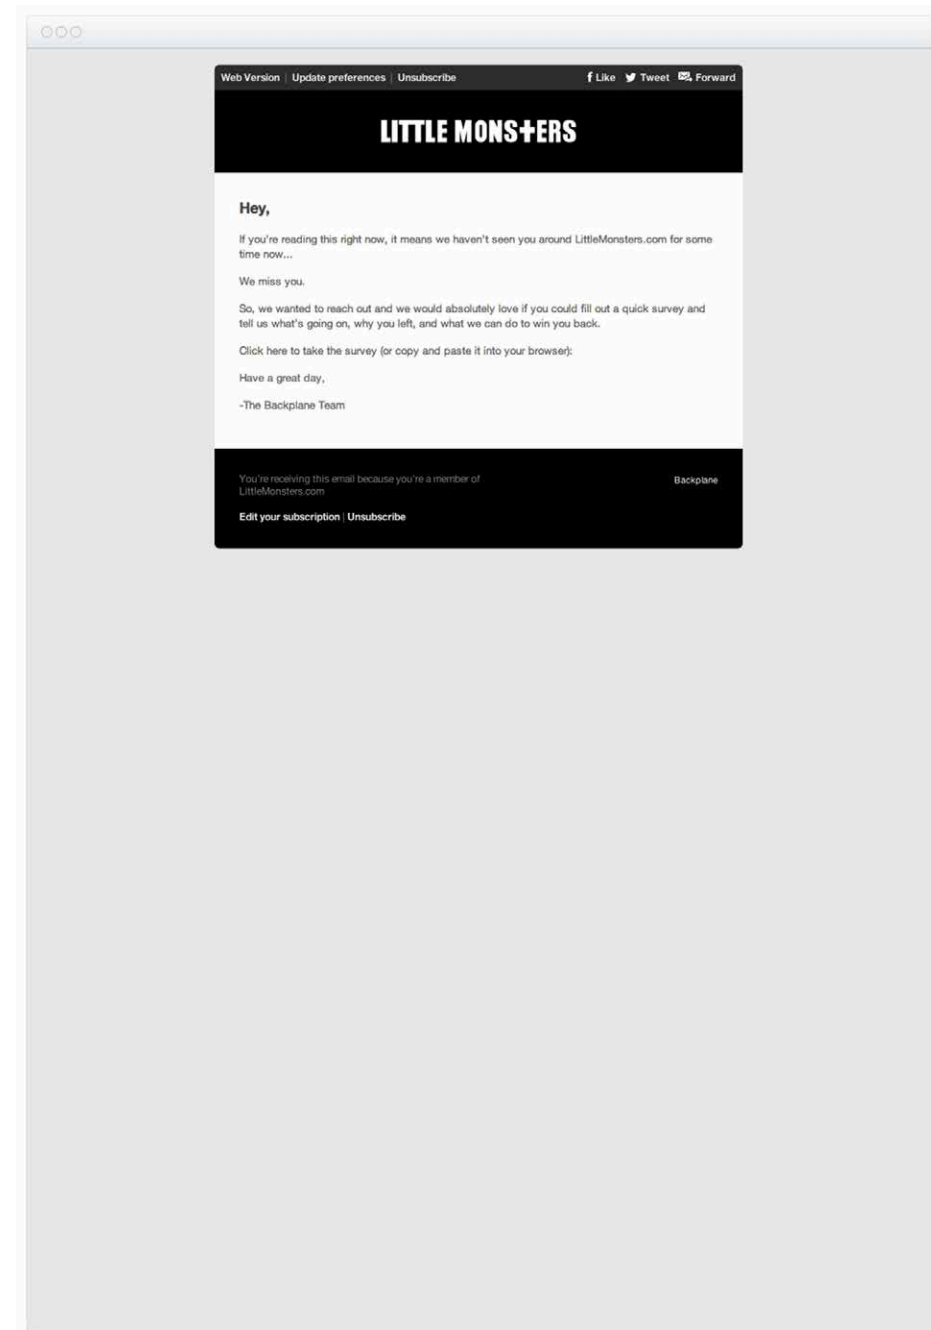 Web Version | Update preferences | Unsubscribe
Like Tweet Forward
LITTLE MONSTERS
Hey,
If you're reading this right now, it means we haven't seen you around LittleMonsters.com for some
time now...
We miss you.
So, we wanted to reach out and we would absolutely love if you could fill out a quick survey and
tell us what's going on, why you left, and what we can do to win you back.
Click here to take the survey (or copy and paste it into your browser):
Have a great day,
-The Backplane Team
You're receiving this email because you're a member of
LittleMonsters.com
Backplane
Edit your subscription | Unsubscribe